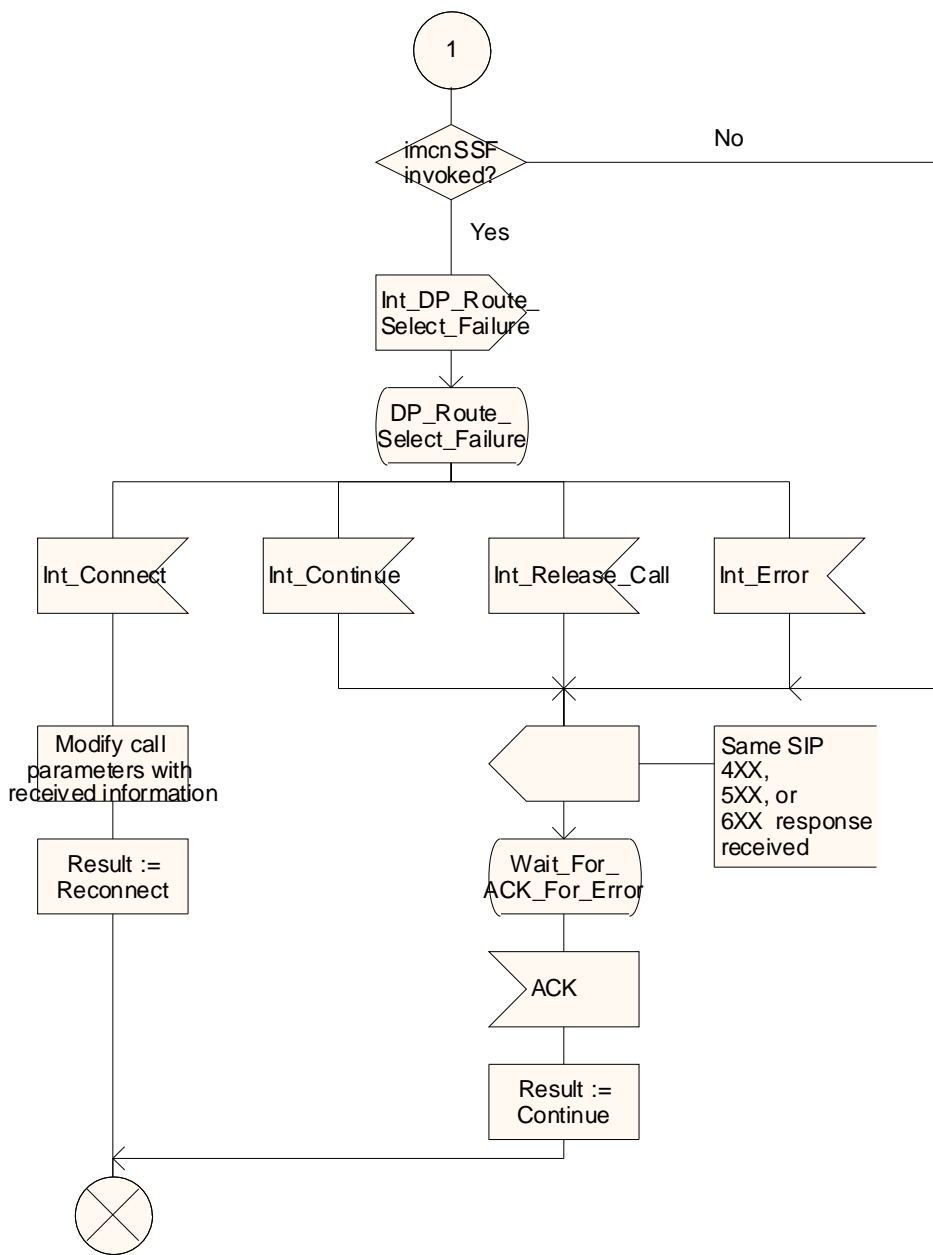 1
imcnSSF
invoked?
No
Yes
Int_DP_Route_
Select_Failure
DP_Route_
Select_Failure
Int_Connect
Int_Continue
Int_Release_Call
Int_Error
Modify call
parameters with
received information
Same SIP
4XX,
5XX, or
6XX response
received
Result :=
Reconnect
Wait_For_
ACK_For_Error
ACK
Result :=
Continue